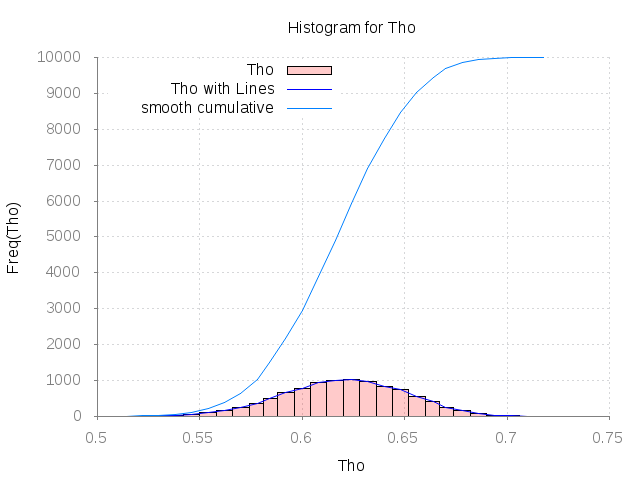 Histogram for Tho
10000
9000
8000
7000
6000
5000
4000
3000
2000
1000
0
Freq(Tho)
Tho
Tho with Lines
smooth cumulative
0.5
0.55
0.6
0.65
0.7
0.75
Tho